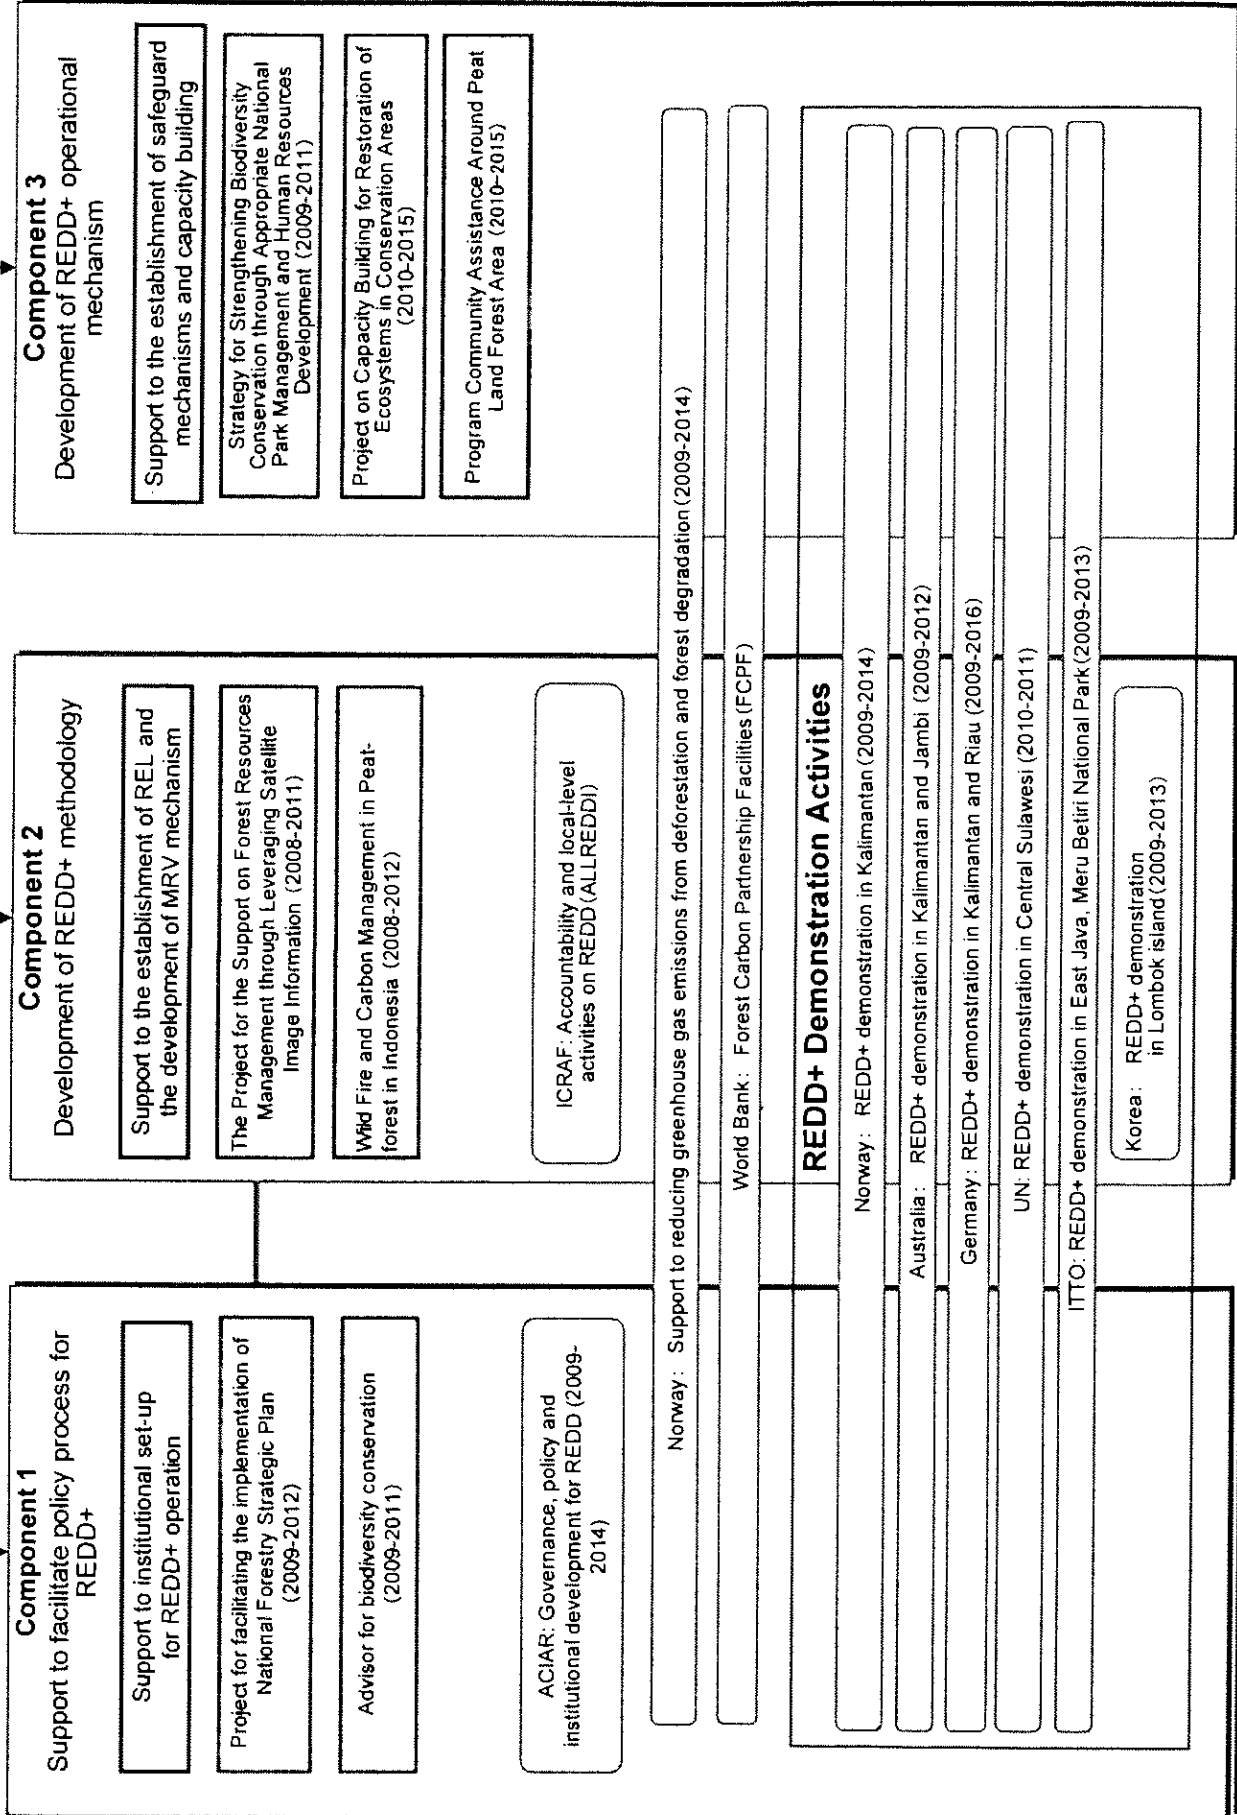 Component 1
Support to facilitate policy process for
REDD+
Support to institutional set-up
for REDD+ operation
Project for facilitating the implementation of
National Forestry Strategic Plan
(2009-2012)
Advisor for biodiversity conservation
(2009-2011)
ACIAR: Governance, policy and
institutional development for REDD (2009-
2014)
Component 2
Development of REDD+ methodology
Support to the establishment of REL and
the development of MRV mechanism
The Project for the Support on Forest Resources
Management through Leveraging Satellite
Image Information (2008-2011)
Wild Fire and Carbon Management in Peat-
forest in Indonesia (2008-2012)
ICRAF: Accountability and local-level
activities on REDD (ALLREDDI)
Component 3
Development of REDD+ operational
mechanism
Support to the establishment of safeguard
mechanisms and capacity building
Strategy for Strengthening Biodiversity
Conservation through Appropriate National
Park Management and Human Resources
Development (2009-2011)
Project on Capacity Building for Restoration of
Ecosystems in Conservation Areas
(2010-2015)
Program Community Assistance Around Peat
Land Forest Area (2010-2015)
Norway: Support to reducing greenhouse gas emissions from deforestation and forest degradation (2009-2014)
World Bank: Forest Carbon Partnership Facilities (FCPF)
REDD+ Demonstration Activities
Norway: REDD+ demonstration in Kalimantan (2009-2014)
Australia: REDD+ demonstration in Kalimantan and Jambi (2009-2012)
Germany: REDD+ demonstration in Kalimantan and Riau (2009-2016)
UN: REDD+ demonstration in Central Sulawesi (2010-2011)
ITTO: REDD+ demonstration in East Java, Meru Betiri National Park (2009-2013)
Korea: REDD+ demonstration
in Lombok island (2009-2013)